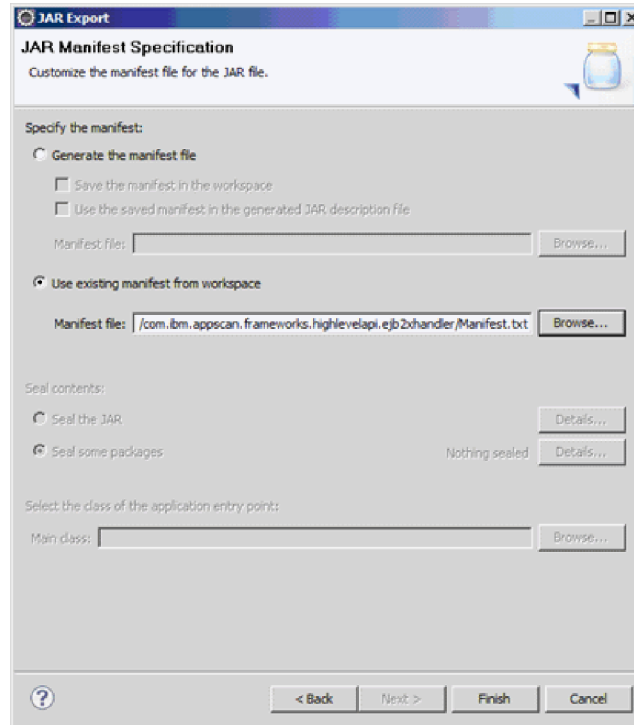 JAR Export
JAR Manifest Specification
Customize the manifest file for the JAR file.
Specify the manifest:
Generate the manifest file
Save the manifest in the workspace
Use the saved manifest in the generated JAR description file
Manifest file: Browse...
Use existing manifest from workspace
Manifest file: /com.ibm.appscan.frameworks.highlevelapi.ejb2xhandler/Manifest.txt Browse...
Seal contents:
Seal the JAR Details...
Seal some packages Nothing sealed Details...
Select the class of the application entry point:
Main class: Browse...
? < Back Next > Finish Cancel